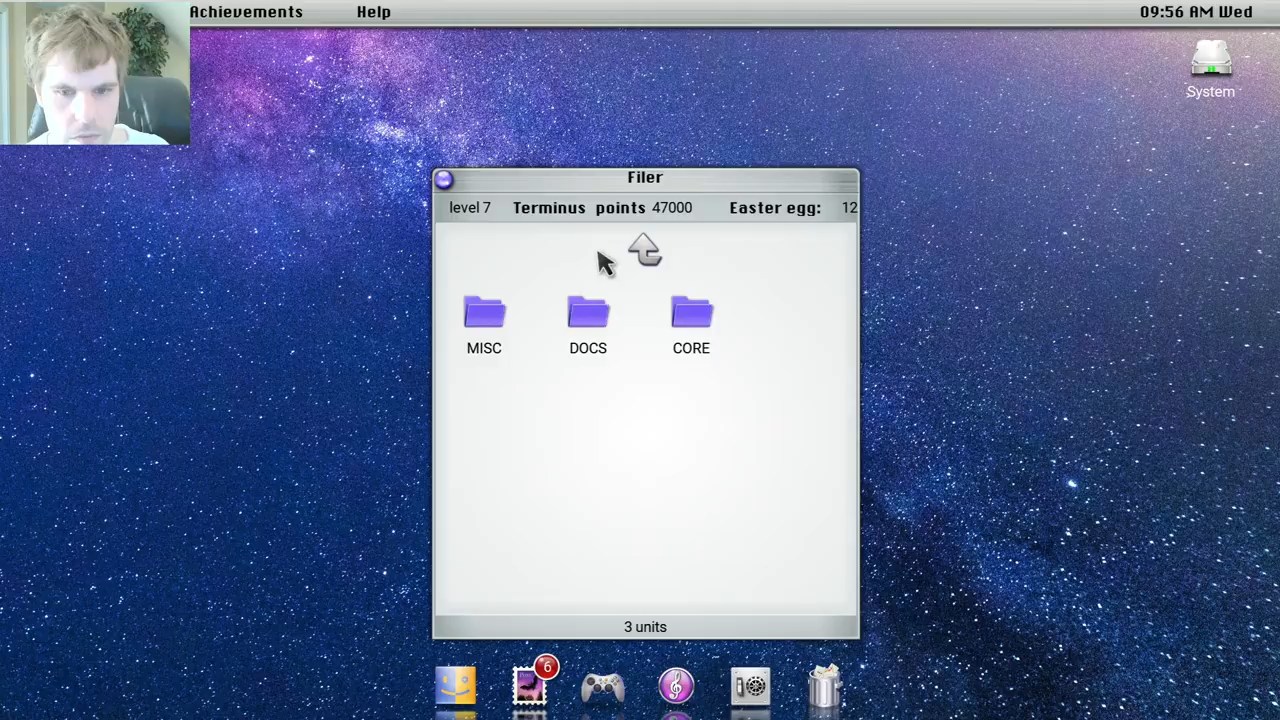 Achievements Help 09:56 AM Wed
System
Filer
level 7 Terminus points 47000 Easter egg: 12
MISC DOCS CORE
3 units
6